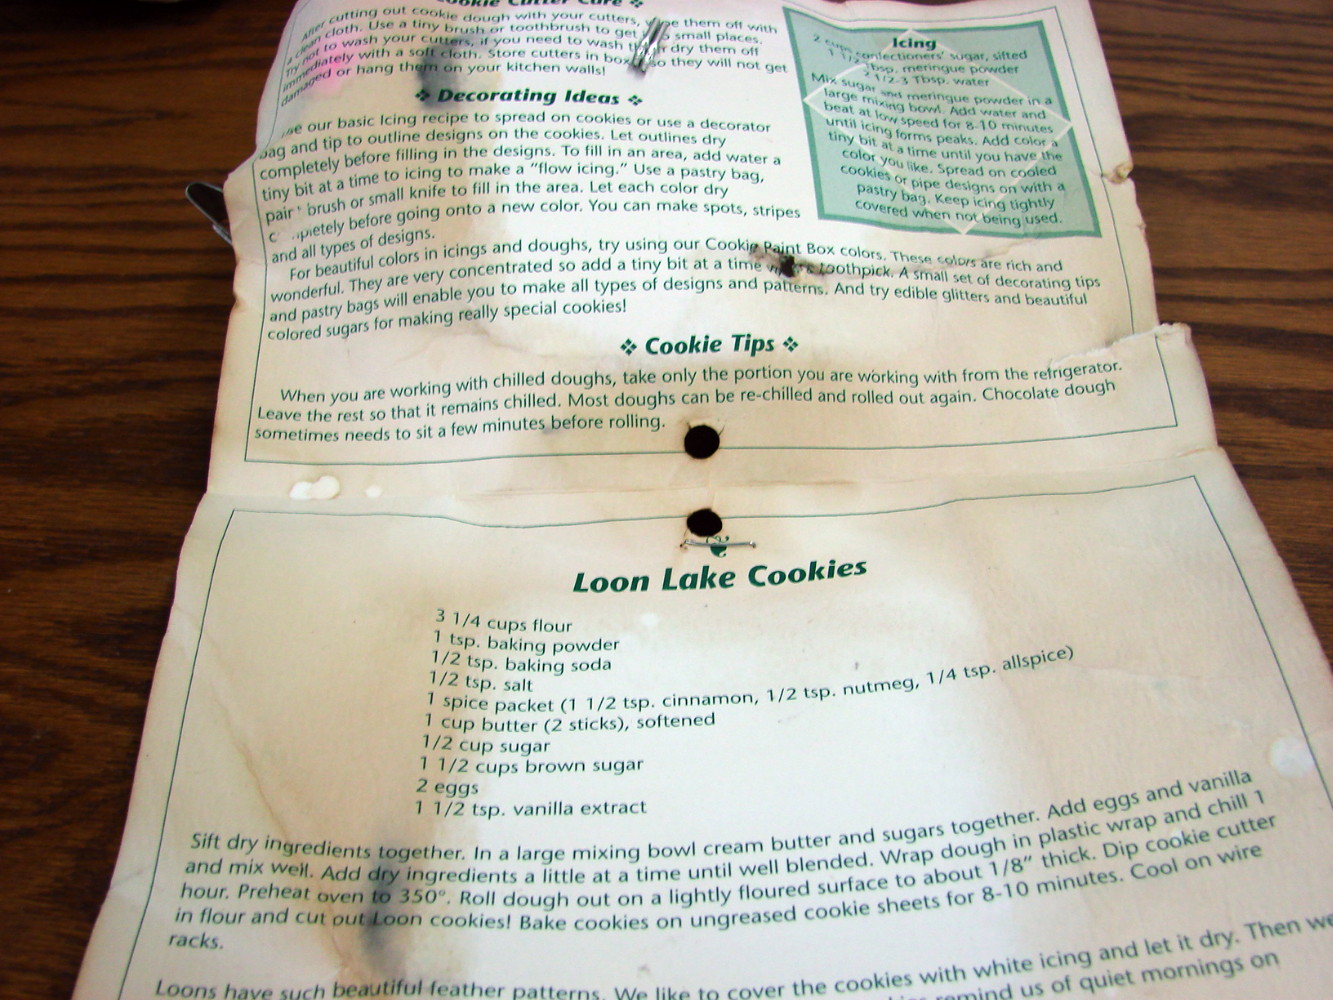 Cookie Cutter Care
After cutting out cookie dough with your cutters, them off with
a clean cloth. Use a tiny brush or toothbrush to get small places.
Try not to wash your cutters, if you need to wash dry them off
immediately with a soft cloth. Store cutters in box so they will not get
damaged or hang them on your kitchen walls!
❖ Decorating Ideas ❖
use our basic Icing recipe to spread on cookies or use a decorator
bag and tip to outline designs on the cookies. Let outlines dry
completely before filling in the designs. To fill in an area, add water a
tiny bit at a time to icing to make a "flow icing." Use a pastry bag,
pair brush or small knife to fill in the area. Let each color dry
c pletely before going onto a new color. You can make spots, stripes
and all types of designs.
For beautiful colors in icings and doughs, try using our Cookie Paint Box colors. These colors are rich and
wonderful. They are very concentrated so add a tiny bit at a time toothpick. A small set of decorating tips
and pastry bags will enable you to make all types of designs and patterns. And try edible glitters and beautiful
colored sugars for making really special cookies!
Icing
2 cups confectioners' sugar, sifted
1 1/2 Tbsp. meringue powder
2 1/2-3 Tbsp. water
Mix sugar and meringue powder in a
large mixing bowl. Add water and
beat at low speed for 8-10 minutes
until icing forms peaks. Add color a
tiny bit at a time until you have the
color you like. Spread on cooled
cookies or pipe designs on with a
pastry bag. Keep icing tightly
covered when not being used.
❖ Cookie Tips ❖
When you are working with chilled doughs, take only the portion you are working with from the refrigerator.
Leave the rest so that it remains chilled. Most doughs can be re-chilled and rolled out again. Chocolate dough
sometimes needs to sit a few minutes before rolling.
Loon Lake Cookies
3 1/4 cups flour
1 tsp. baking powder
1/2 tsp. baking soda
1/2 tsp. salt
1 spice packet (1 1/2 tsp. cinnamon, 1/2 tsp. nutmeg, 1/4 tsp. allspice)
1 cup butter (2 sticks), softened
1/2 cup sugar
1 1/2 cups brown sugar
2 eggs
1 1/2 tsp. vanilla extract
Sift dry ingredients together. In a large mixing bowl cream butter and sugars together. Add eggs and vanilla
and mix well. Add dry ingredients a little at a time until well blended. Wrap dough in plastic wrap and chill 1
hour. Preheat oven to 350°. Roll dough out on a lightly floured surface to about 1/8" thick. Dip cookie cutter
in flour and cut out Loon cookies! Bake cookies on ungreased cookie sheets for 8-10 minutes. Cool on wire
racks.
Loons have such beautiful feather patterns. We like to cover the cookies with white icing and let it dry. Then we
remind us of quiet mornings on